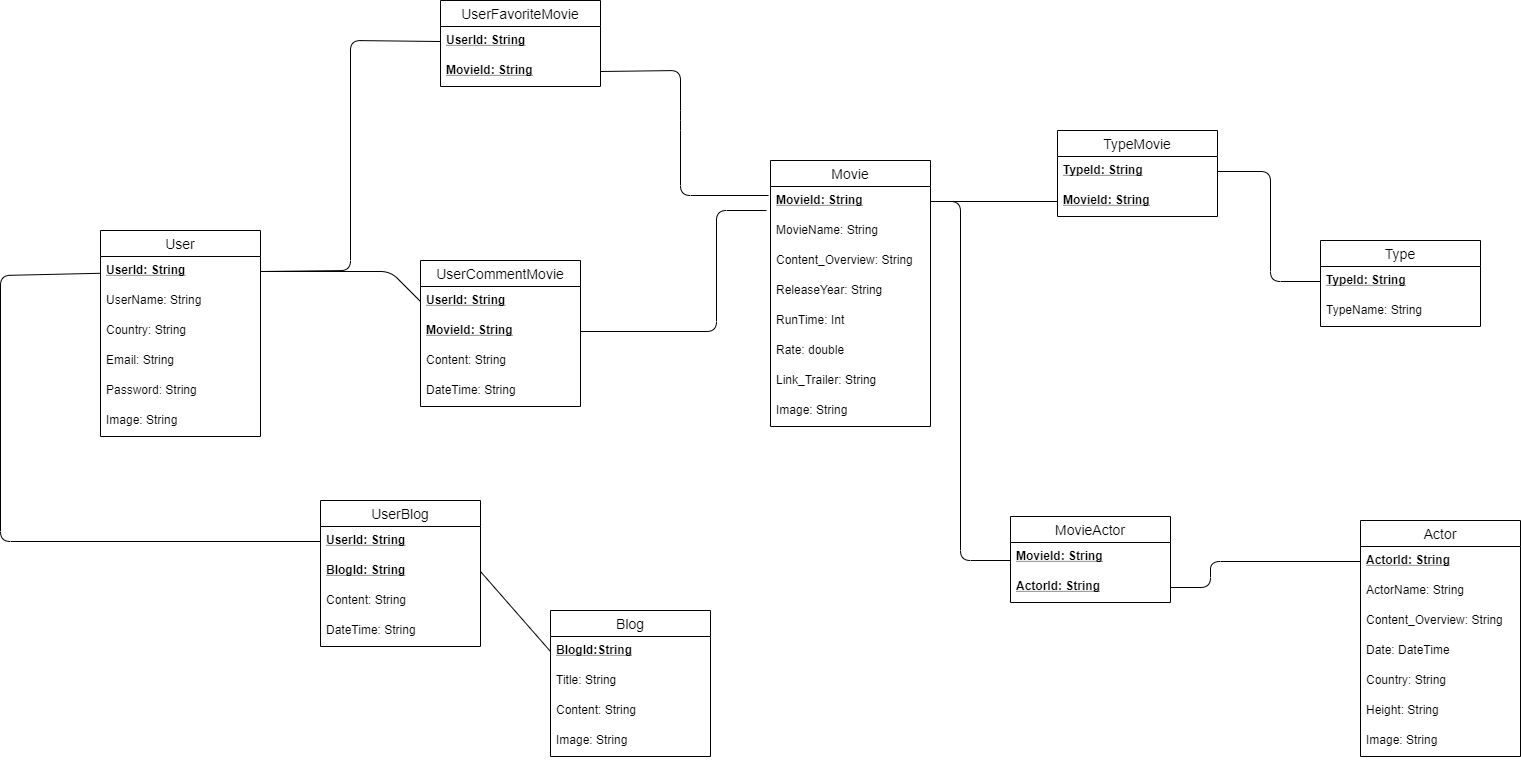 UserFavoriteMovie
UserId: String
MovieId: String
TypeMovie
TypeId: String
MovieId: String
Movie
MovieId: String
MovieName: String
Content_Overview: String
ReleaseYear: String
RunTime: Int
Rate: double
Link_Trailer: String
Image: String
User
UserId: String
UserName: String
Country: String
Email: String
Password: String
Image: String
UserCommentMovie
UserId: String
MovieId: String
Content: String
DateTime: String
Type
TypeId: String
TypeName: String
UserBlog
UserId: String
BlogId: String
Content: String
DateTime: String
Blog
BlogId:String
Title: String
Content: String
Image: String
MovieActor
MovieId: String
ActorId: String
Actor
ActorId: String
ActorName: String
Content_Overview: String
Date: DateTime
Country: String
Height: String
Image: String